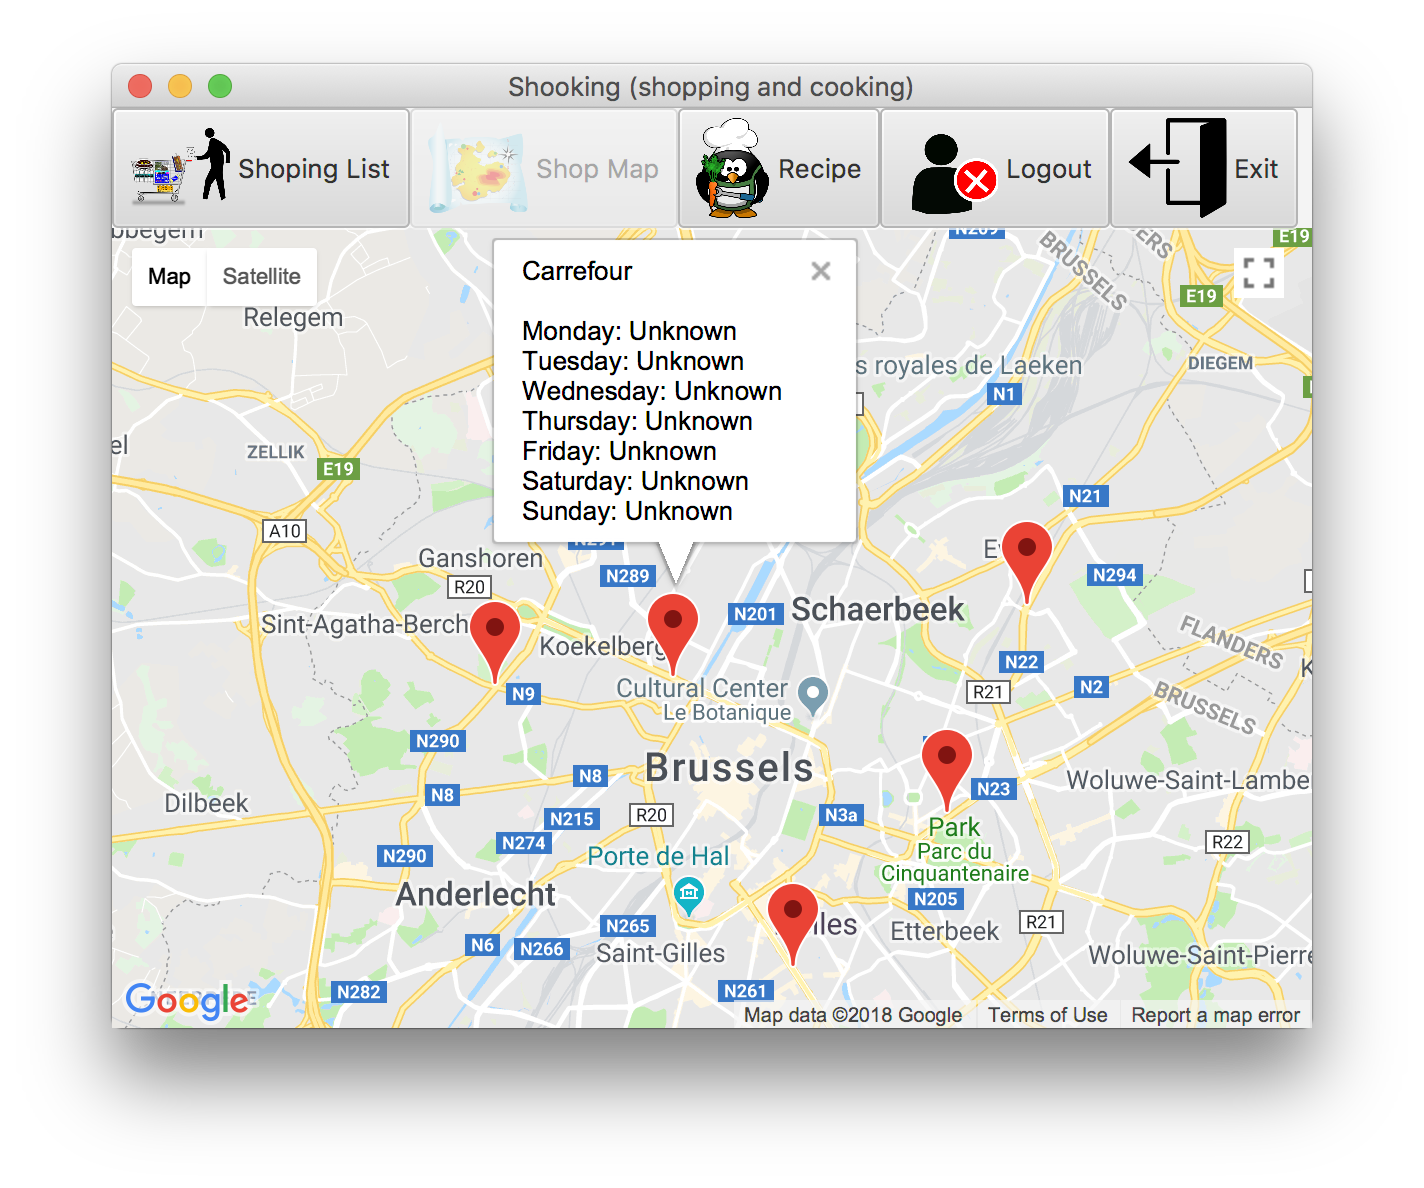 Shooking (shopping and cooking)
Shoping List
Shop Map
Recipe
Logout
Exit
Map
Satellite
Relegem
Carrefour
Monday: Unknown
Tuesday: Unknown
Wednesday: Unknown
Thursday: Unknown
Friday: Unknown
Saturday: Unknown
Sunday: Unknown
BRUSSELS
E19
E19
s royales de Laeken
DIEGEM
N1
ZELLIK
E19
N21
A10
Ganshoren
R20
N289
N294
Sint-Agatha-Berch
Koekelberg
N201
Schaerbeek
FLANDERS
BRUSSELS
N22
R21
N2
N9
Cultural Center
Le Botanique
N290
Brussels
N8
N8
Dilbeek
N23
Woluwe-Saint-Lamber
N215
R20
N3a
N274
N290
Porte de Hal
Park
Parc du
Cinquantenaire
R22
Anderlecht
N205
N265
Etterbeek
R21
N6
N266
Saint-Gilles
Woluwe-Saint-Pierre
N282
N261
Google
Map data ©2018 Google
Terms of Use
Report a map error